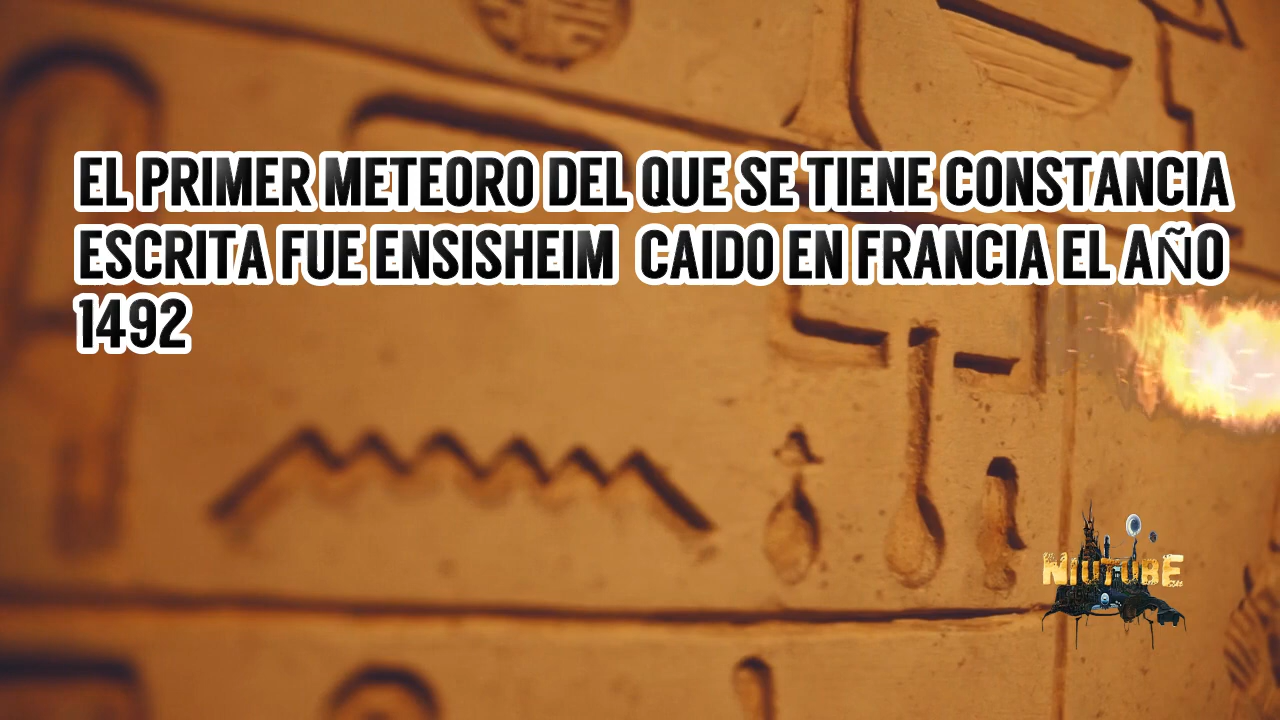 EL PRIMER METEORO DEL QUE SE TIENE CONSTANCIA
ESCRITA FUE ENSISHEIM CAIDO EN FRANCIA EL AÑO
1492
NIUTUBE